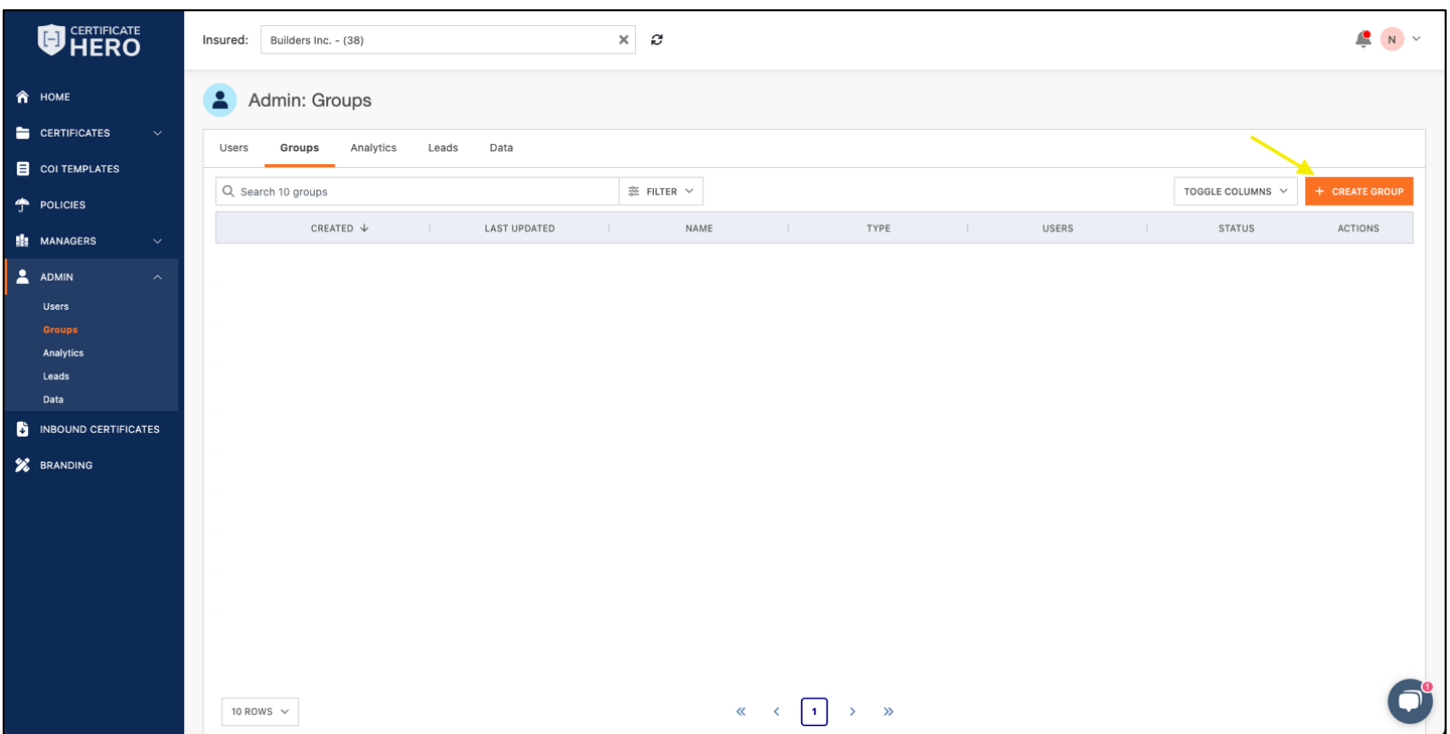 CERTIFICATE
HERO
Insured: Builders Inc. - (38)
N
HOME
Admin: Groups
CERTIFICATES
Users Groups Analytics Leads Data
COI TEMPLATES
Search 10 groups FILTER TOGGLE COLUMNS + CREATE GROUP
POLICIES
CREATED LAST UPDATED NAME TYPE USERS STATUS ACTIONS
MANAGERS
ADMIN
Users
Groups
Analytics
Leads
Data
INBOUND CERTIFICATES
BRANDING
10 ROWS « < 1 > »
1